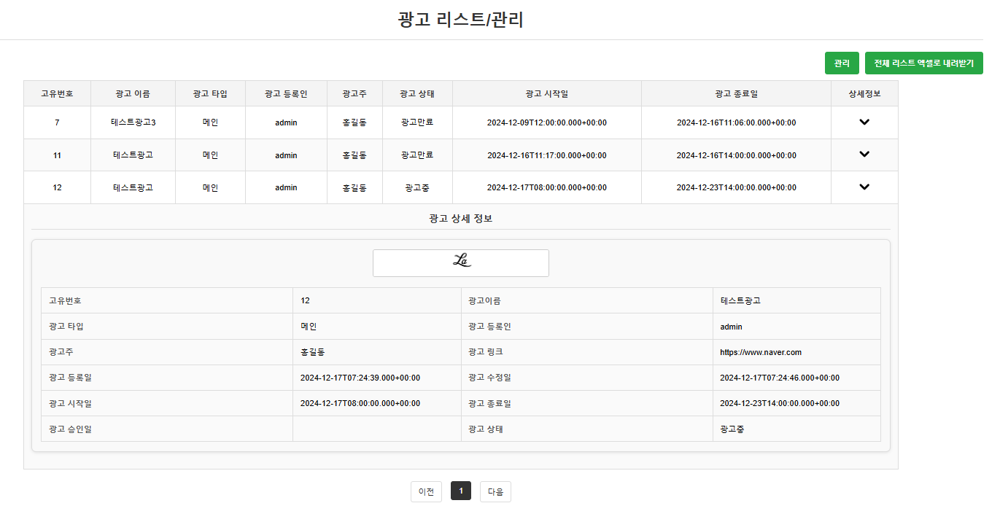 광고 리스트/관리
관리 전체 리스트 엑셀로 내려받기
고유번호 광고 이름 광고 타입 광고 등록인 광고주 광고 상태 광고 시작일 광고 종료일 상세정보
7 테스트광고3 메인 admin 홍길동 광고만료 2024-12-09T12:00:00.000+00:00 2024-12-16T11:06:00.000+00:00
11 테스트광고 메인 admin 홍길동 광고만료 2024-12-16T11:17:00.000+00:00 2024-12-16T14:00:00.000+00:00
12 테스트광고 메인 admin 홍길동 광고중 2024-12-17T08:00:00.000+00:00 2024-12-23T14:00:00.000+00:00
광고 상세 정보
La
고유번호 12 광고이름 테스트광고
광고 타입 메인 광고 등록인 admin
광고주 홍길동 광고 링크 https://www.naver.com
광고 등록일 2024-12-17T07:24:39.000+00:00 광고 수정일 2024-12-17T07:24:46.000+00:00
광고 시작일 2024-12-17T08:00:00.000+00:00 광고 종료일 2024-12-23T14:00:00.000+00:00
광고 승인일 광고 상태 광고중
이전 1 다음